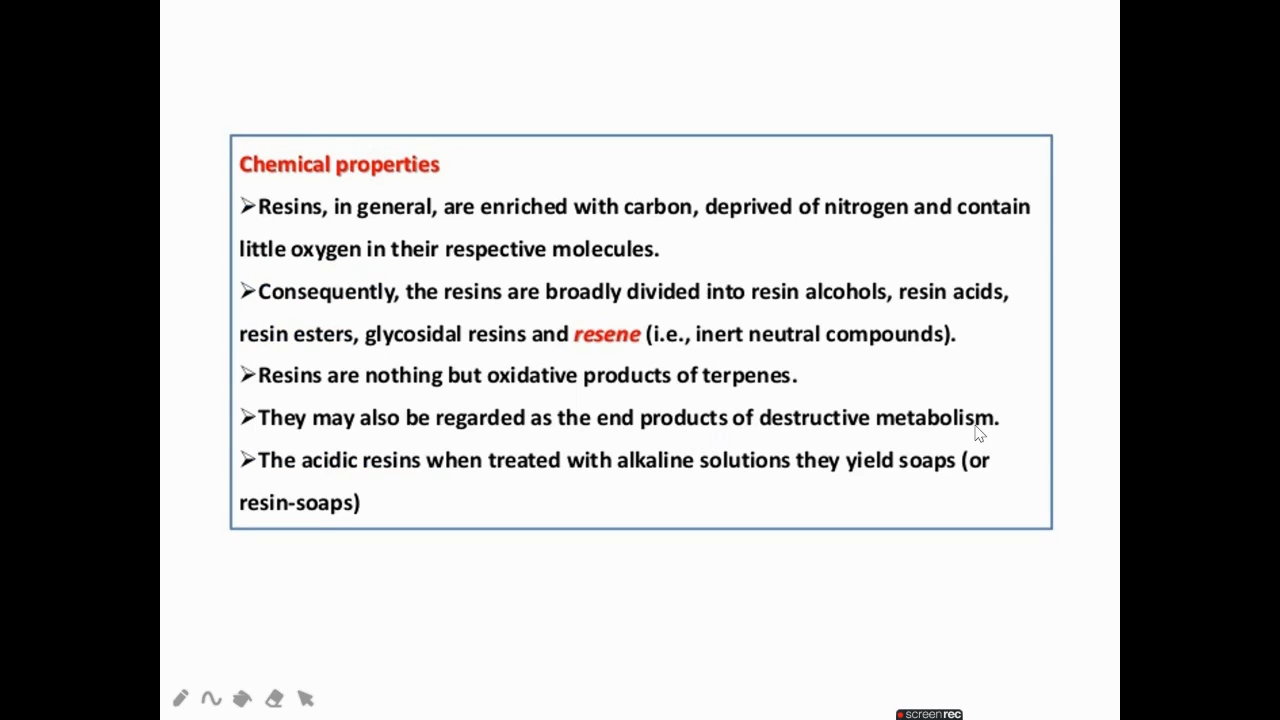 Chemical properties
➢Resins, in general, are enriched with carbon, deprived of nitrogen and contain
little oxygen in their respective molecules.
➢Consequently, the resins are broadly divided into resin alcohols, resin acids,
resin esters, glycosidal resins and resene (i.e., inert neutral compounds).
➢Resins are nothing but oxidative products of terpenes.
➢They may also be regarded as the end products of destructive metabolism.
➢The acidic resins when treated with alkaline solutions they yield soaps (or
resin-soaps)
screenrec